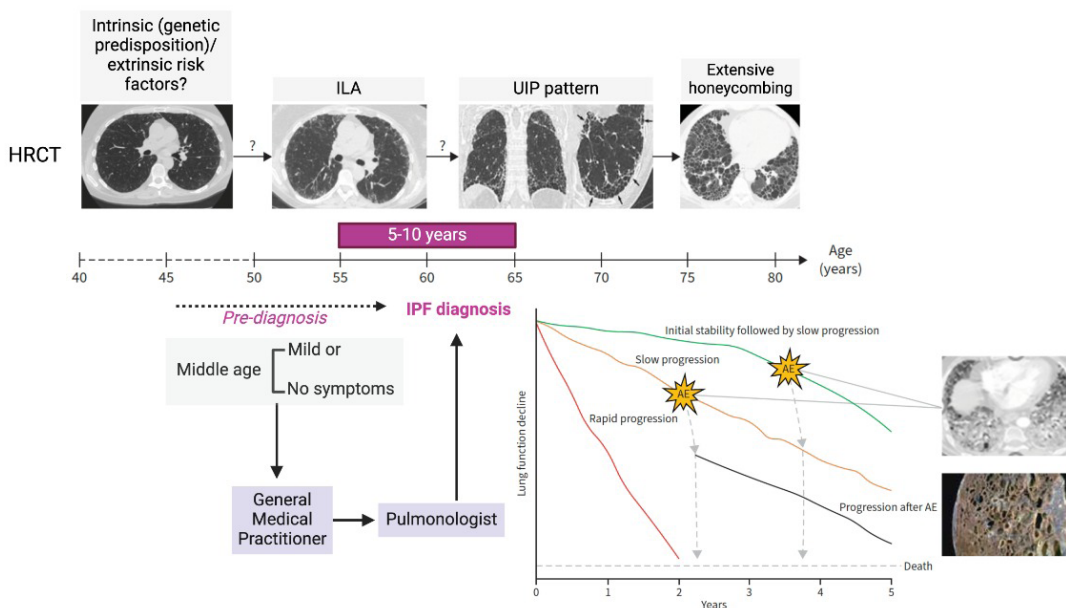 Intrinsic (genetic
predisposition)/
extrinsic risk
factors?
ILA
UIP pattern
Extensive
honeycombing
HRCT
?
?
5-10 years
40
45
50
55
60
65
70
75
80
Age
(years)
Pre-diagnosis
IPF diagnosis
Middle age
Mild or
No symptoms
General
Medical
Practitioner
Pulmonologist
Lung function decline
Initial stability followed by slow progression
Slow progression
AE
AE
Rapid progression
Progression after AE
Death
0
1
2
3
4
5
Years